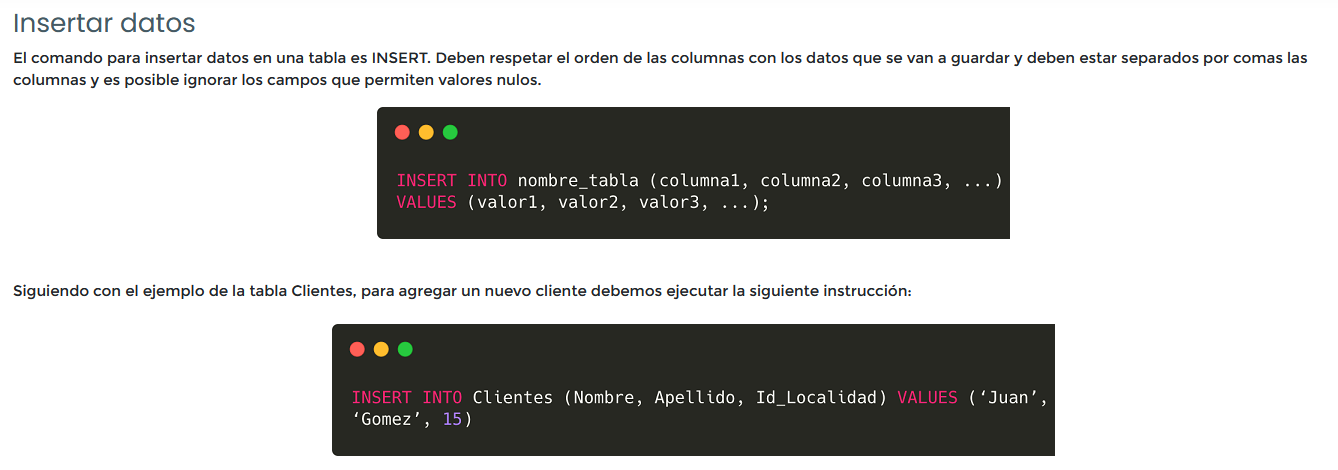 Insertar datos
El comando para insertar datos en una tabla es INSERT. Deben respetar el orden de las columnas con los datos que se van a guardar y deben estar separados por comas las
columnas y es posible ignorar los campos que permiten valores nulos.
INSERT INTO nombre_tabla (columna1, columna2, columna3, ...)
VALUES (valor1, valor2, valor3, ...);
Siguiendo con el ejemplo de la tabla Clientes, para agregar un nuevo cliente debemos ejecutar la siguiente instrucción:
INSERT INTO Clientes (Nombre, Apellido, Id_Localidad) VALUES (‘Juan’,
‘Gomez’, 15)